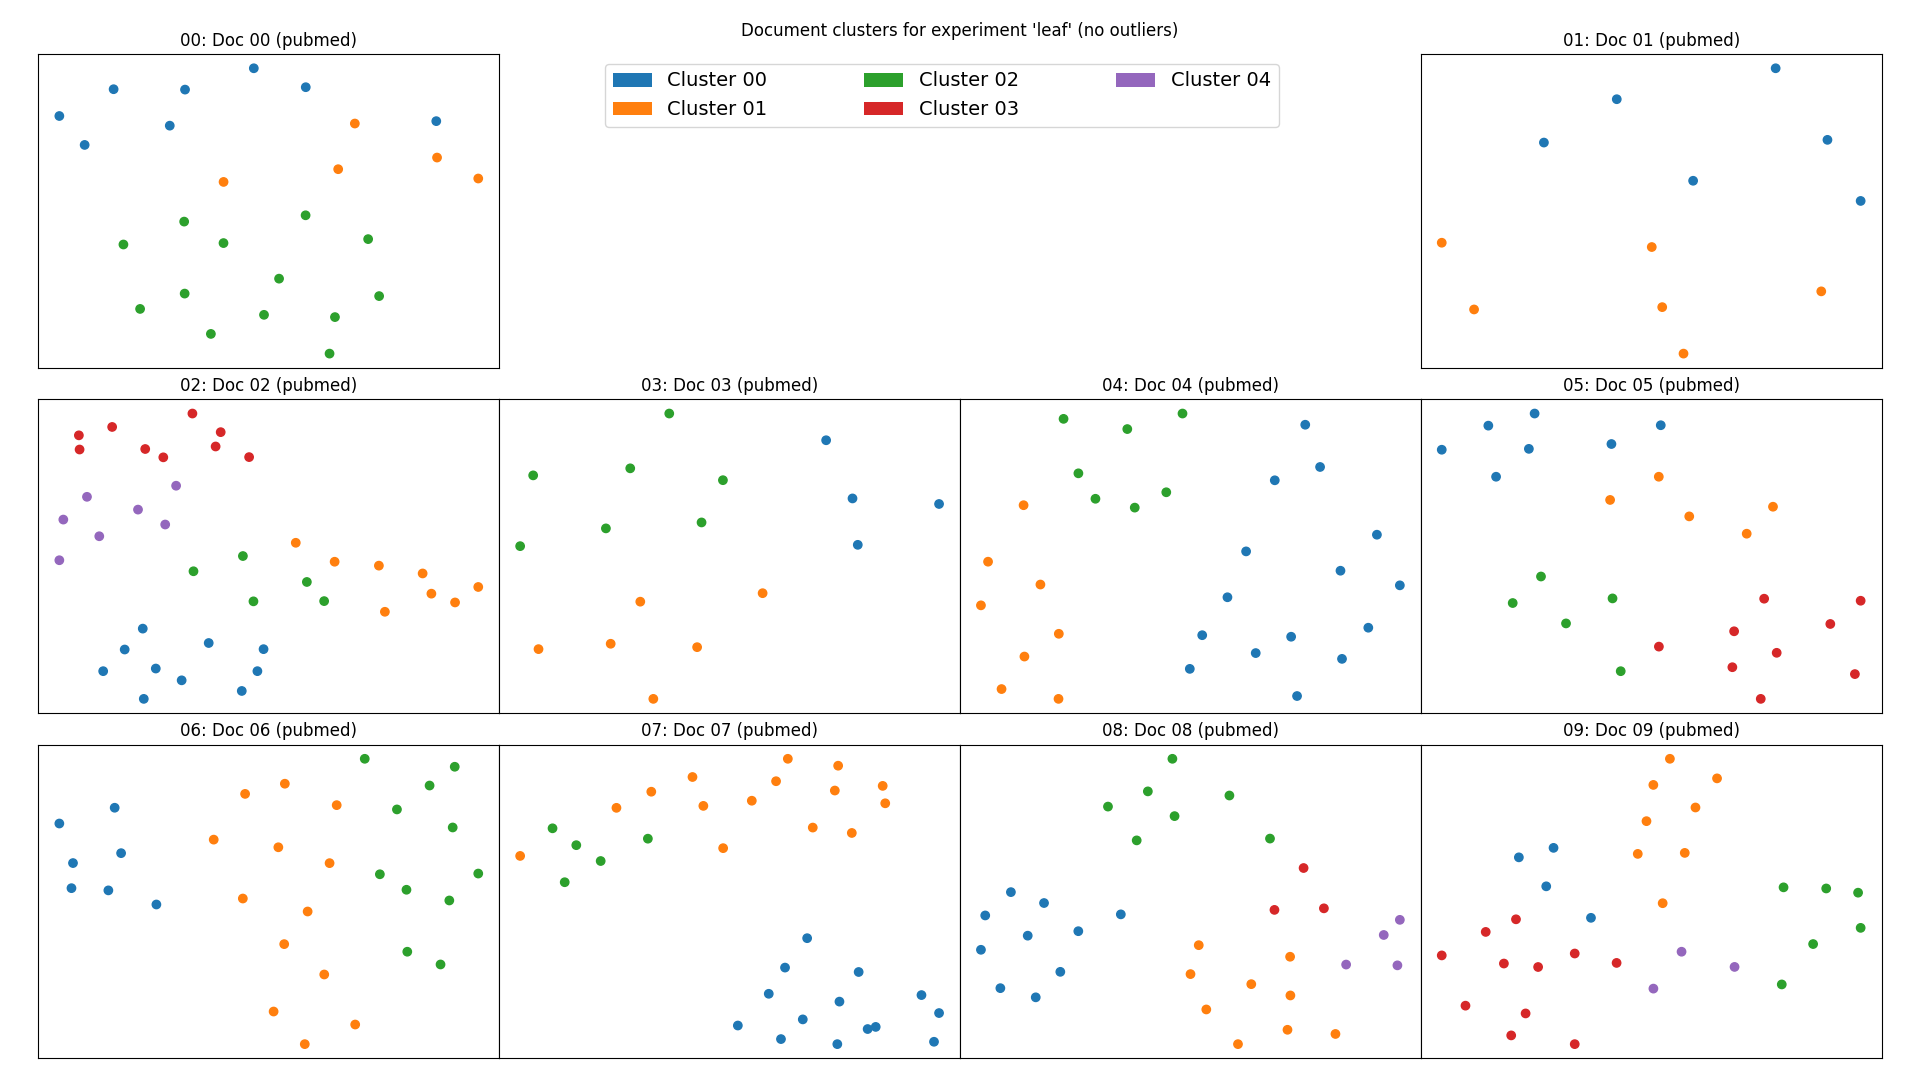 Document clusters for experiment 'leaf' (no outliers)
00: Doc 00 (pubmed)
01: Doc 01 (pubmed)
Cluster 00
Cluster 01
Cluster 02
Cluster 03
Cluster 04
02: Doc 02 (pubmed)
03: Doc 03 (pubmed)
04: Doc 04 (pubmed)
05: Doc 05 (pubmed)
06: Doc 06 (pubmed)
07: Doc 07 (pubmed)
08: Doc 08 (pubmed)
09: Doc 09 (pubmed)